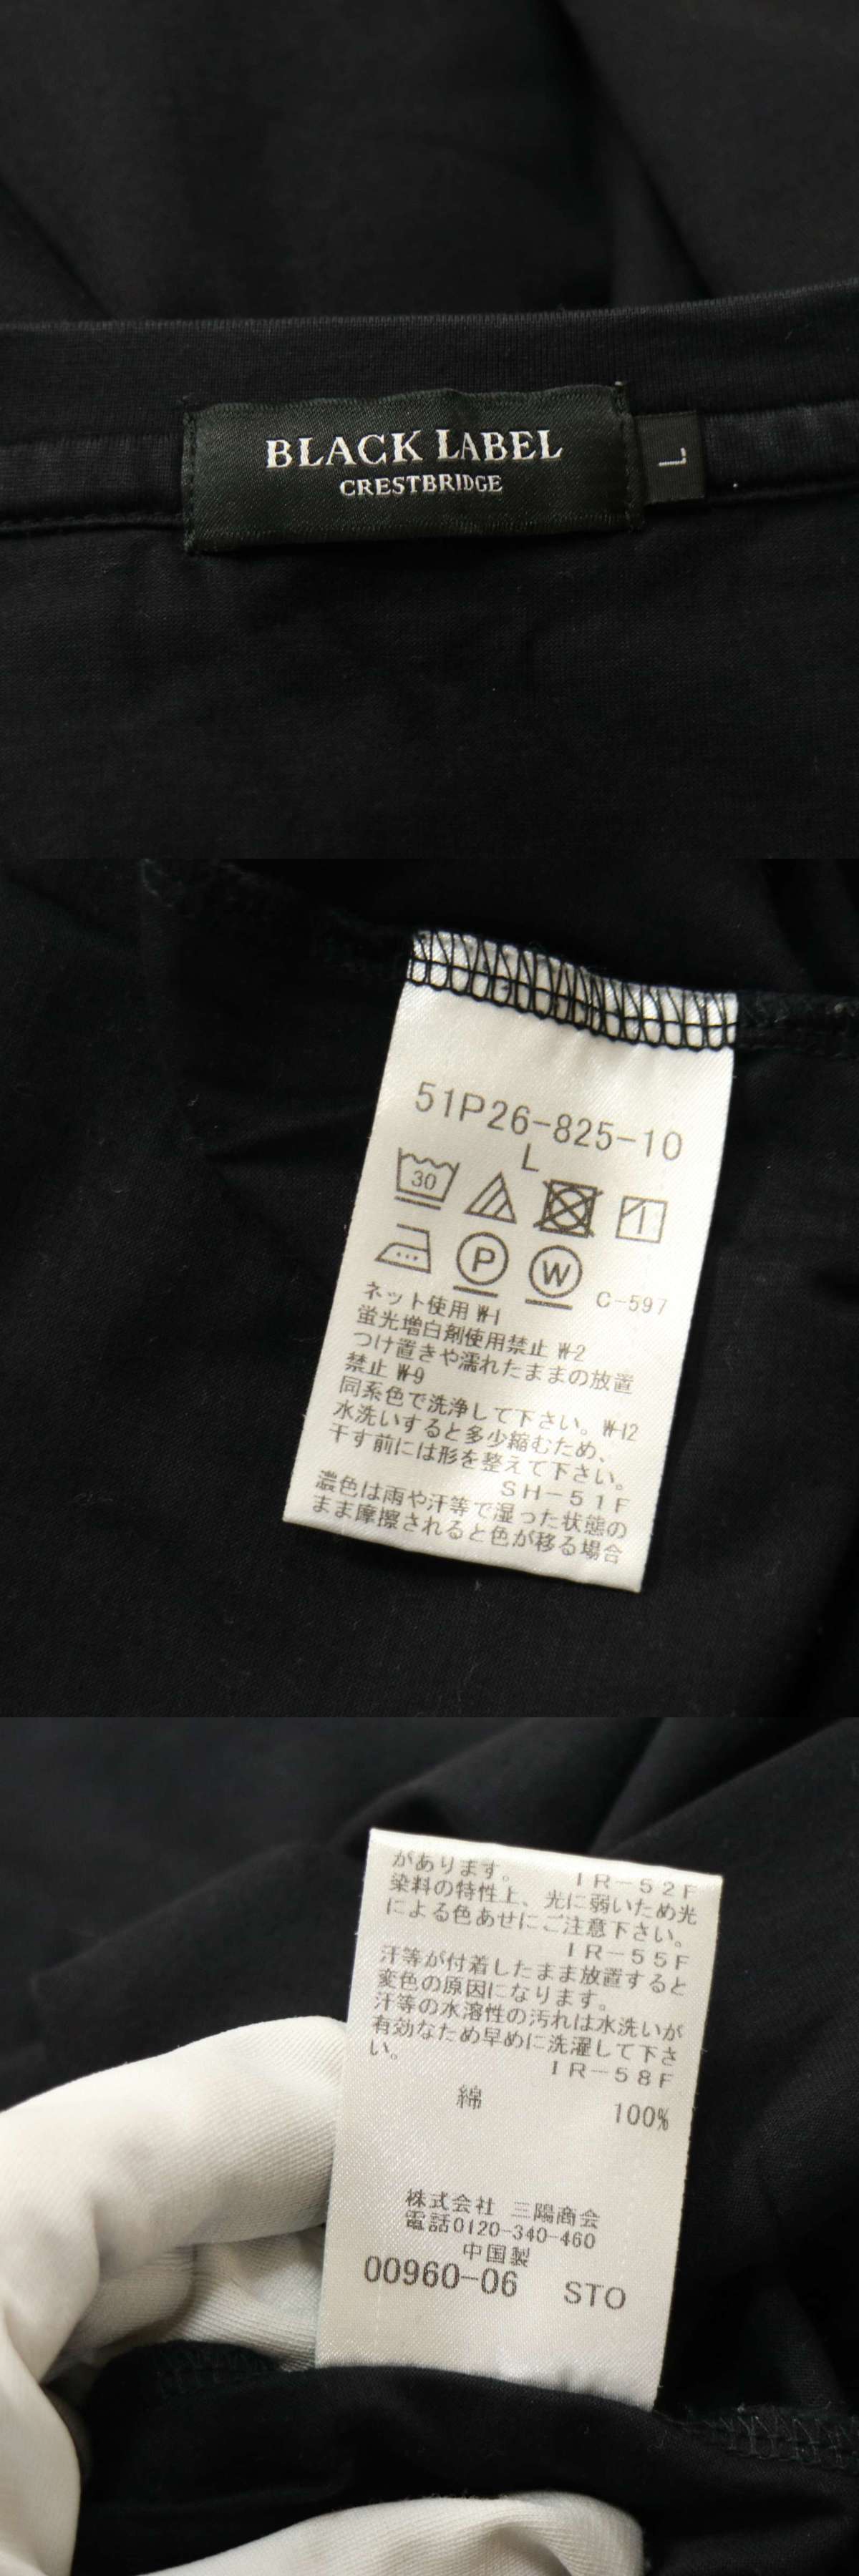 BLACK LABEL
CRESTBRIDGE
L
51P26-825-10
L
30
P W C-597
ネット使用 W-1
蛍光増白剤使用禁止 W-2
つけ置きや濡れたままの放置
禁止 W-9
同系色で洗浄して下さい。W-12
水洗いすると多少縮むため、
干す前には形を整えて下さい。
SH-51F
濃色は雨や汗等で湿った状態の
まま摩擦されると色が移る場合
があります。 IR-52F
染料の特性上、光に弱いため光
による色あせにご注意下さい。
IR-55F
汗等が付着したまま放置すると
変色の原因になります。
汗等の水溶性の汚れは水洗いが
有効なため早めに洗濯して下さ
い。 IR-58F
綿 100%
株式会社 三陽商会
電話0120-340-460
中国製
00960-06 STO